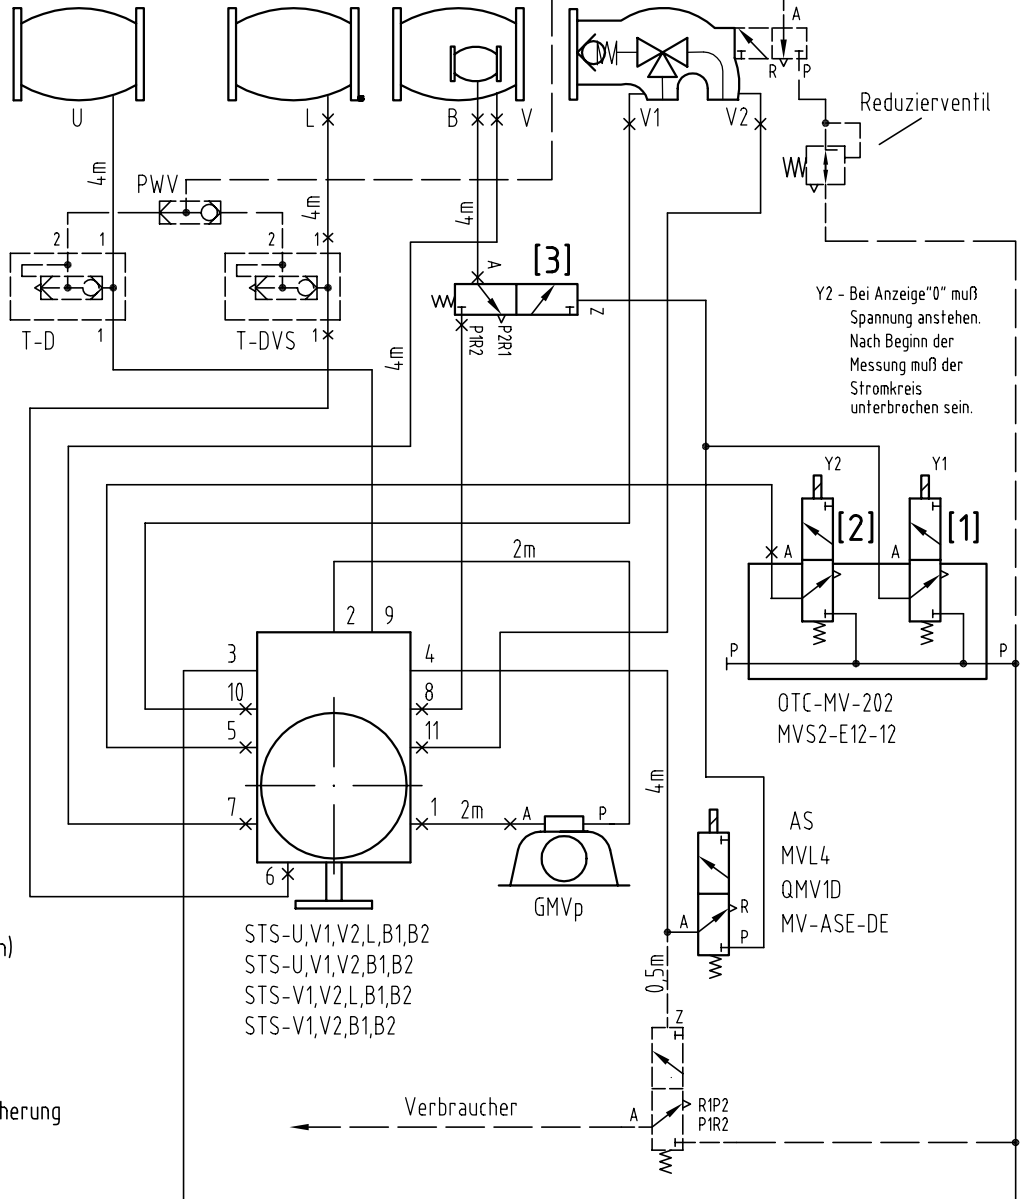 A
R P
U L B V V1 V2
Reduzierventil
4m
PWV
4m
4m
2 1 2 1
A
[3]
Z
T-D 1
T-DVS 1
P1R2
P2R1
4m
Y2 - Bei Anzeige"0" muß
Spannung anstehen.
Nach Beginn der
Messung muß der
Stromkreis
unterbrochen sein.
Y2 Y1
[2] [1]
A A
2m
2 9
3 4
P P
10 8
5 11
OTC-MV-202
MVS2-E12-12
4m
7 1 2m A P
AS
MVL4
QMV1D
MV-ASE-DE
6
GMVp
R
A
P
STS-U,V1,V2,L,B1,B2
STS-U,V1,V2,B1,B2
STS-V1,V2,L,B1,B2
STS-V1,V2,B1,B2
n)
0,5m
Z
herung
Verbraucher
A
R1P2
P1R2